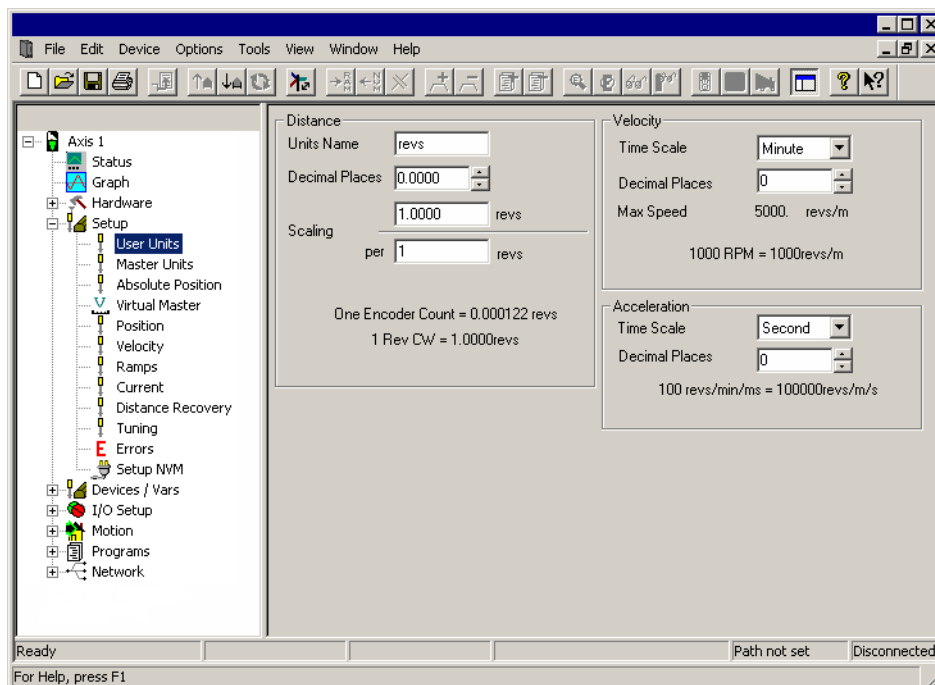 File Edit Device Options Tools View Window Help
Axis 1
Status
Graph
Hardware
Setup
User Units
Master Units
Absolute Position
Virtual Master
Position
Velocity
Ramps
Current
Distance Recovery
Tuning
E Errors
Setup NVM
Devices / Vars
I/O Setup
Motion
Programs
Network
Distance
Units Name revs
Decimal Places 0.0000
Scaling
1.0000 revs
per 1 revs
One Encoder Count = 0.000122 revs
1 Rev CW = 1.0000revs
Velocity
Time Scale Minute
Decimal Places 0
Max Speed 5000. revs/m
1000 RPM = 1000revs/m
Acceleration
Time Scale Second
Decimal Places 0
100 revs/min/ms = 100000revs/m/s
Ready Path not set Disconnected
For Help, press F1